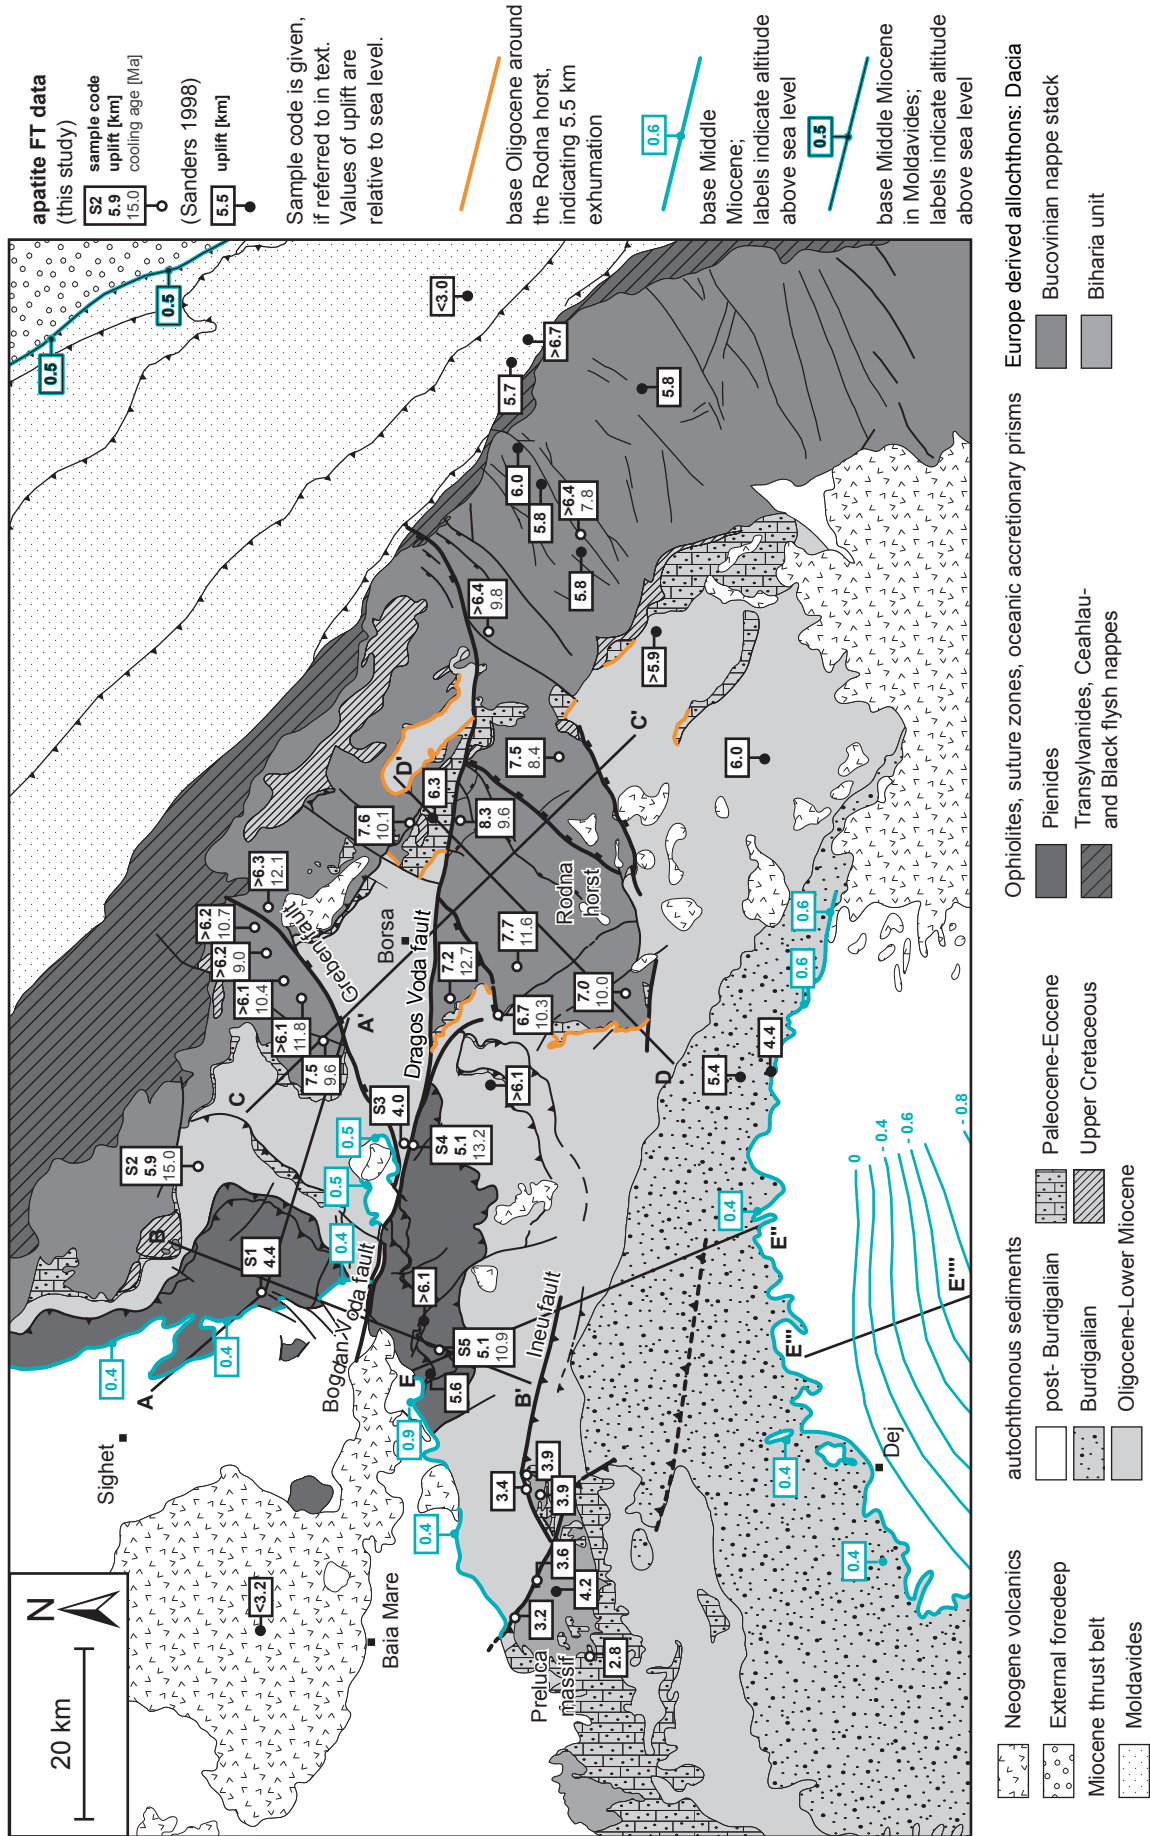 N
20 km
Sighet
Baia Mare
Borsa
Dej
Preluca
massif
Rodna
horst
Greben fault
Dragos Voda fault
Bogdan Voda fault
Ineu fault
A
A'
B
B'
C
C'
D
D'
E
E''
E'''
E''''
<3.2
0.4
0.4
0.4
0.5
0.5
0.9
0.4
S1
4.4
S2
5.9
15.0
S3
4.0
S4
5.1
13.2
S5
5.1
10.9
>6.1
5.6
>6.1
7.5
9.6
>6.1
11.8
>6.1
10.4
>6.2
9.0
>6.2
10.7
>6.3
12.1
7.6
10.1
6.3
8.3
9.6
7.2
12.7
7.7
11.6
6.7
10.3
7.0
10.0
7.5
8.4
>6.4
9.8
>6.4
7.8
5.8
5.8
6.0
5.7
>6.7
<3.0
5.8
>5.9
6.0
5.4
4.4
3.4
3.9
3.9
3.6
4.2
3.2
2.8
0.5
0.5
0.6
0.6
0.4
0.4
0.4
0
- 0.4
- 0.6
- 0.8
apatite FT data
(this study)
S2 sample code
5.9 uplift [km]
15.0 cooling age [Ma]
(Sanders 1998)
5.5 uplift [km]
Sample code is given,
if referred to in text.
Values of uplift are
relative to sea level.
base Oligocene around
the Rodna horst,
indicating 5.5 km
exhumation
0.6
base Middle
Miocene;
labels indicate altitude
above sea level
0.5
base Middle Miocene
in Moldavides;
labels indicate altitude
above sea level
Neogene volcanics
External foredeep
Miocene thrust belt
Moldavides
autochthonous sediments
post- Burdigalian
Burdigalian
Oligocene-Lower Miocene
Paleocene-Eocene
Upper Cretaceous
Ophiolites, suture zones, oceanic accretionary prisms
Pienides
Transylvanides, Ceahlau-
and Black flysh nappes
Europe derived allochthons: Dacia
Bucovinian nappe stack
Biharia unit